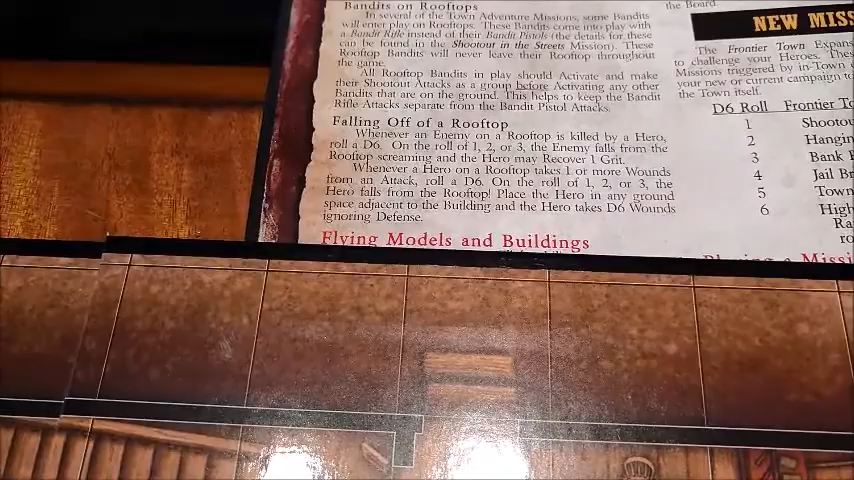 Bandits on Rooftops
In several of the Town Adventure Missions, some Bandits
will enter play on Rooftops. These Bandits come into play with
a Bandit Rifle instead of their Bandit Pistols (the details for these
can be found in the Shootout in the Streets Mission). These
Rooftop Bandits will never leave their Rooftop throughout
the game.
All Rooftop Bandits in play should Activate and make
their Shootout Attacks as a group before Activating any other
Bandits that are on the ground. This helps to keep the Bandit
Rifle Attacks separate from the Bandit Pistol Attacks.
Falling Off of a Rooftop
Whenever an Enemy on a Rooftop is killed by a Hero,
roll a D6. On the roll of 1, 2, or 3, the Enemy falls from the
Rooftop screaming and the Hero may Recover 1 Grit.
Whenever a Hero on a Rooftop takes 1 or more Wounds
from an Attack, roll a D6. On the roll of 1, 2, or 3, the
Hero falls from the Rooftop! Place the Hero in any ground
space adjacent to the Building and the Hero takes D6 Wounds
ignoring Defense.
Flying Models and Buildings
the Board.
NEW MISS
The Frontier Town Expans
to challenge your Heroes. These
Missions triggered by in-Town
your new or current campaign to
the Town itself.
D6 Roll Frontier To
1 Shootou
2 Hangin
3 Bank
4 Jail Br
5 Town
6 High
Ra
ro
Playing a Miss